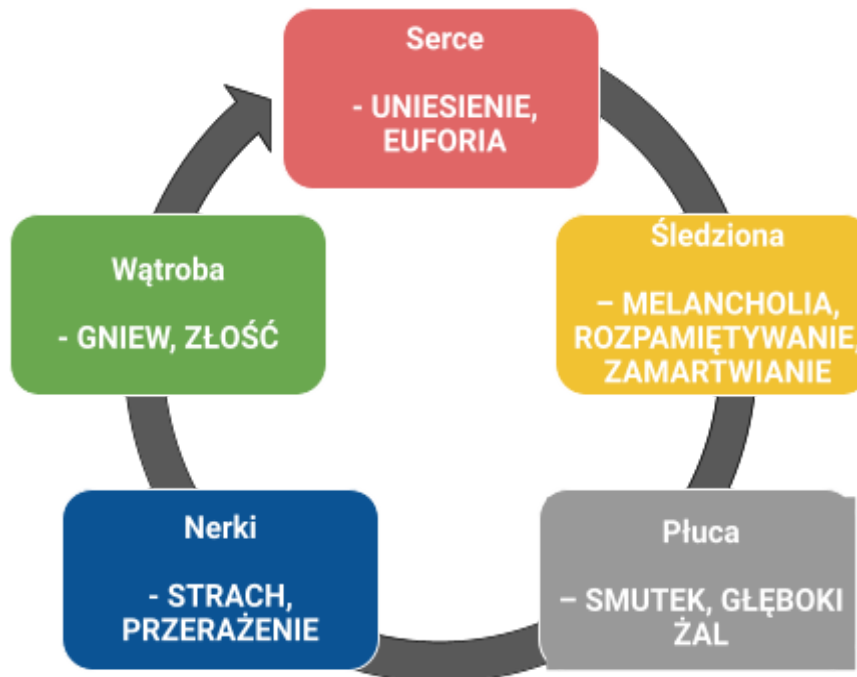 Serce
- UNIESIENIE,
EUFORIA
Śledziona
– MELANCHOLIA,
ROZPAMIĘTYWANIE,
ZAMARTWIANIE
Płuca
– SMUTEK, GŁĘBOKI
ŻAL
Nerki
- STRACH,
PRZERAŻENIE
Wątroba
- GNIEW, ZŁOŚĆ